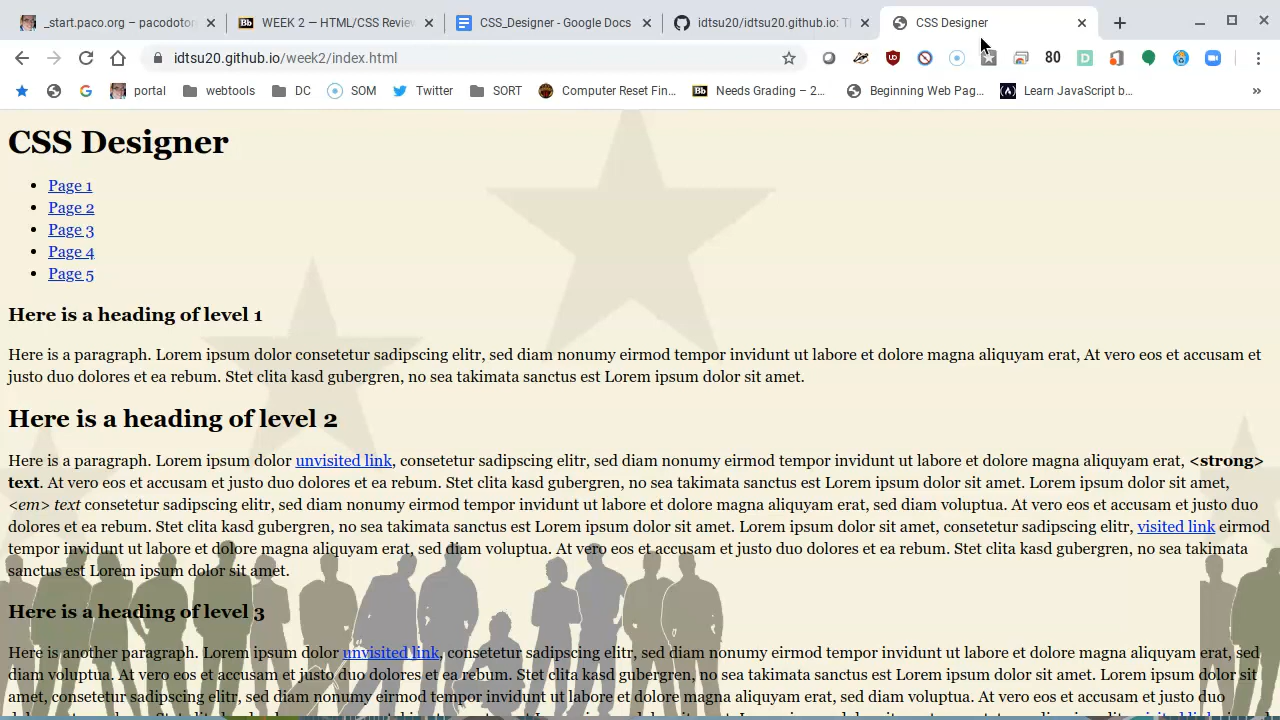 _start.paco.org – pacodoto
WEEK 2 — HTML/CSS Review
CSS_Designer - Google Docs
idtsu20/idtsu20.github.io: T
CSS Designer
idtsu20.github.io/week2/index.html
80
portal
webtools
DC
SOM
Twitter
SORT
Computer Reset Fin...
Needs Grading – 2...
Beginning Web Pag...
Learn JavaScript b...
»
CSS Designer
Page 1
Page 2
Page 3
Page 4
Page 5
Here is a heading of level 1
Here is a paragraph. Lorem ipsum dolor consetetur sadipscing elitr, sed diam nonumy eirmod tempor invidunt ut labore et dolore magna aliquyam erat, At vero eos et accusam et
justo duo dolores et ea rebum. Stet clita kasd gubergren, no sea takimata sanctus est Lorem ipsum dolor sit amet.
Here is a heading of level 2
Here is a paragraph. Lorem ipsum dolor unvisited link, consetetur sadipscing elitr, sed diam nonumy eirmod tempor invidunt ut labore et dolore magna aliquyam erat, <strong>
text. At vero eos et accusam et justo duo dolores et ea rebum. Stet clita kasd gubergren, no sea takimata sanctus est Lorem ipsum dolor sit amet. Lorem ipsum dolor sit amet,
<em> text consetetur sadipscing elitr, sed diam nonumy eirmod tempor invidunt ut labore et dolore magna aliquyam erat, sed diam voluptua. At vero eos et accusam et justo duo
dolores et ea rebum. Stet clita kasd gubergren, no sea takimata sanctus est Lorem ipsum dolor sit amet. Lorem ipsum dolor sit amet, consetetur sadipscing elitr, visited link eirmod
tempor invidunt ut labore et dolore magna aliquyam erat, sed diam voluptua. At vero eos et accusam et justo duo dolores et ea rebum. Stet clita kasd gubergren, no sea takimata
sanctus est Lorem ipsum dolor sit amet.
Here is a heading of level 3
Here is another paragraph. Lorem ipsum dolor unvisited link, consetetur sadipscing elitr, sed diam nonumy eirmod tempor invidunt ut labore et dolore magna aliquyam erat, sed
diam voluptua. At vero eos et accusam et justo duo dolores et ea rebum. Stet clita kasd gubergren, no sea takimata sanctus est Lorem ipsum dolor sit amet. Lorem ipsum dolor sit
amet, consetetur sadipscing elitr, sed diam nonumy eirmod tempor invidunt ut labore et dolore magna aliquyam erat, sed diam voluptua. At vero eos et accusam et justo duo